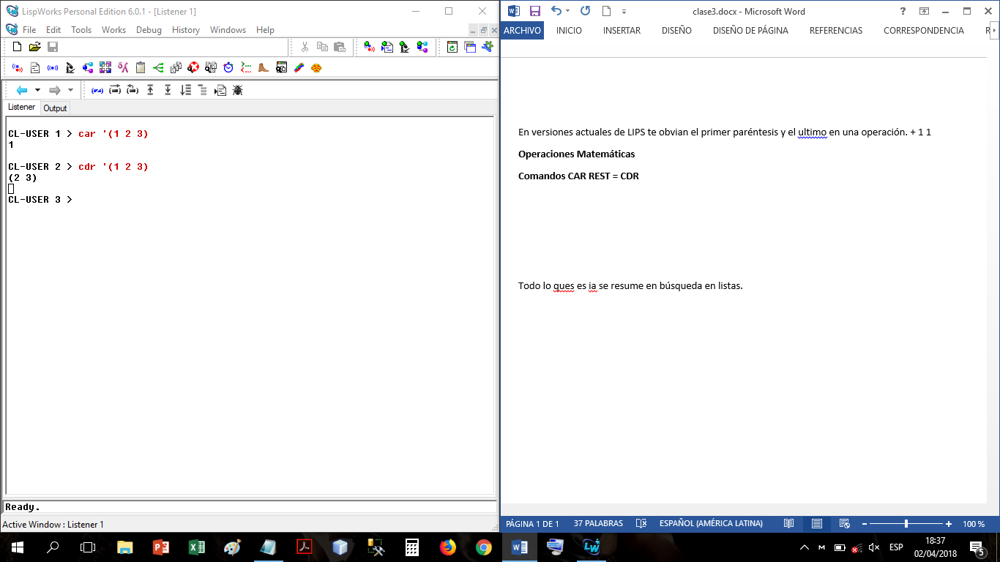 LispWorks Personal Edition 6.0.1 - [Listener 1]
File Edit Tools Works Debug History Windows Help
Listener Output
CL-USER 1 > car '(1 2 3)
1
CL-USER 2 > cdr '(1 2 3)
(2 3)
CL-USER 3 >
Ready.
Active Window : Listener 1
clase3.docx - Microsoft Word
ARCHIVO INICIO INSERTAR DISEÑO DISEÑO DE PÁGINA REFERENCIAS CORRESPONDENCIA R
En versiones actuales de LIPS te obvian el primer paréntesis y el ultimo en una operación. + 1 1
Operaciones Matemáticas
Comandos CAR REST = CDR
Todo lo ques es ia se resume en búsqueda en listas.
PÁGINA 1 DE 1 37 PALABRAS ESPAÑOL (AMÉRICA LATINA) 100 %
ESP
18:37
02/04/2018
5